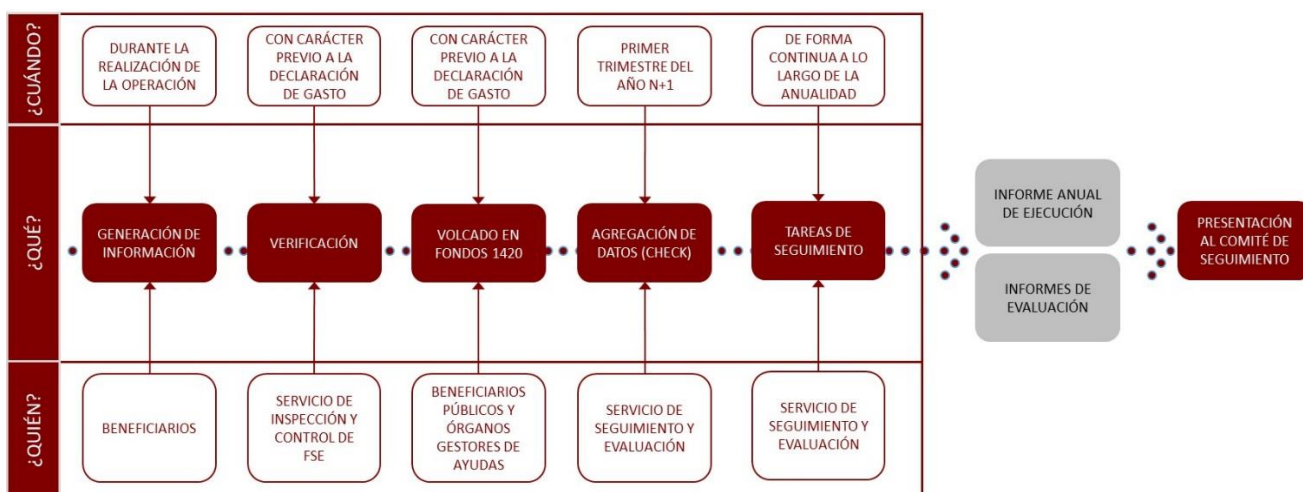 ¿CUÁNDO?
DURANTE LA
REALIZACIÓN DE
LA OPERACIÓN
CON CARÁCTER
PREVIO A LA
DECLARACIÓN
DE GASTO
CON CARÁCTER
PREVIO A LA
DECLARACIÓN
DE GASTO
PRIMER
TRIMESTRE DEL
AÑO N+1
DE FORMA
CONTINUA A LO
LARGO DE LA
ANUALIDAD
¿QUÉ?
GENERACIÓN DE
INFORMACIÓN
VERIFICACIÓN
VOLCADO EN
FONDOS 1420
AGREGACIÓN DE
DATOS (CHECK)
TAREAS DE
SEGUIMIENTO
INFORME ANUAL
DE EJECUCIÓN
INFORMES DE
EVALUACIÓN
PRESENTACIÓN
AL COMITÉ DE
SEGUIMIENTO
¿QUIÉN?
BENEFICIARIOS
SERVICIO DE
INSPECCIÓN Y
CONTROL DE
FSE
BENEFICIARIOS
PÚBLICOS Y
ÓRGANOS
GESTORES DE
AYUDAS
SERVICIO DE
SEGUIMIENTO Y
EVALUACIÓN
SERVICIO DE
SEGUIMIENTO Y
EVALUACIÓN